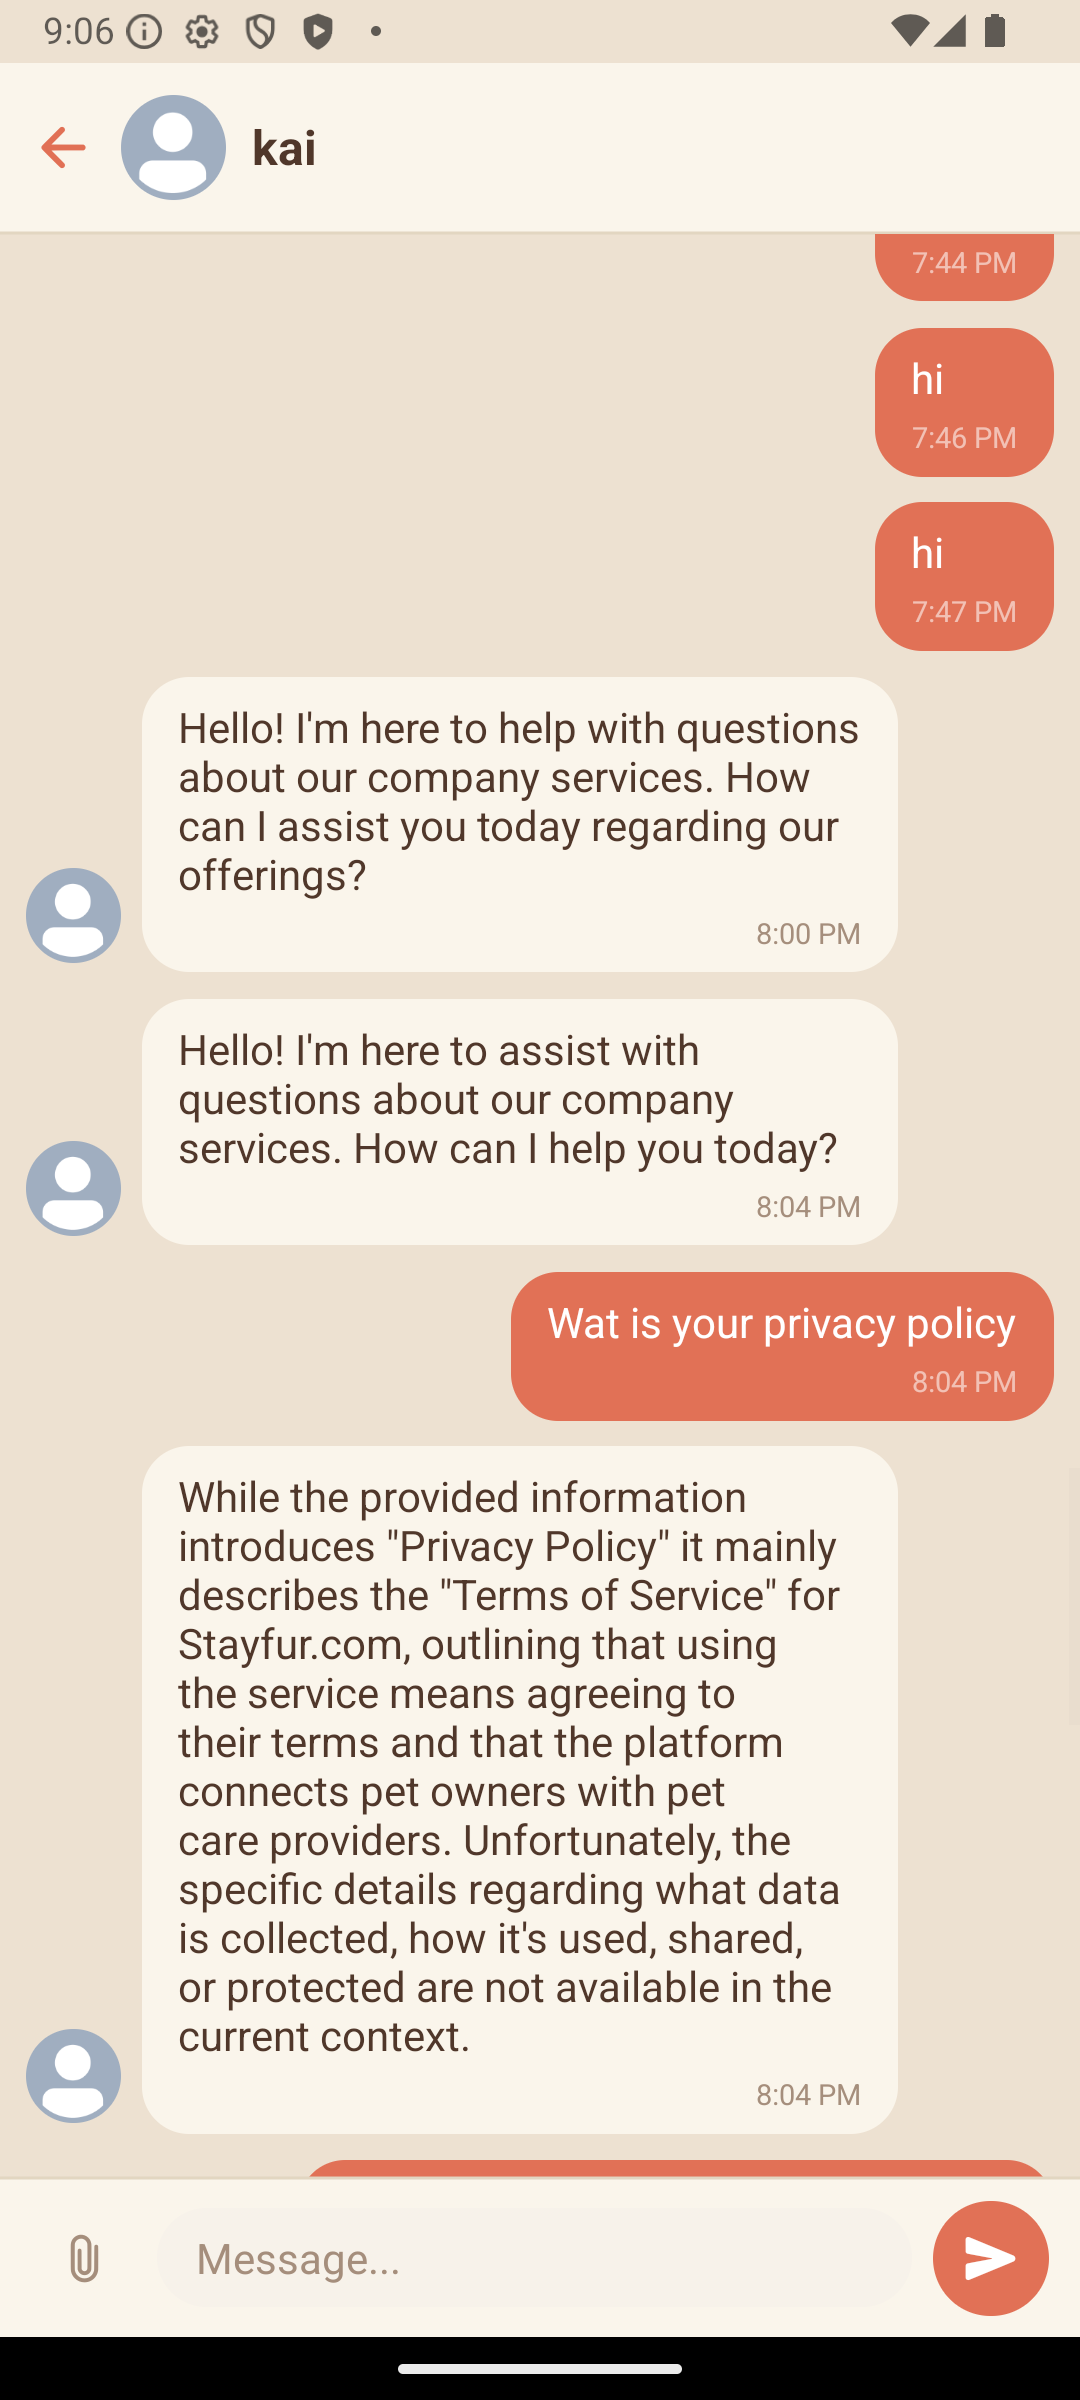 9:06
kai
7:44 PM
hi
7:46 PM
hi
7:47 PM
Hello! I'm here to help with questions
about our company services. How
can I assist you today regarding our
offerings?
8:00 PM
Hello! I'm here to assist with
questions about our company
services. How can I help you today?
8:04 PM
Wat is your privacy policy
8:04 PM
While the provided information
introduces "Privacy Policy" it mainly
describes the "Terms of Service" for
Stayfur.com, outlining that using
the service means agreeing to
their terms and that the platform
connects pet owners with pet
care providers. Unfortunately, the
specific details regarding what data
is collected, how it's used, shared,
or protected are not available in the
current context.
8:04 PM
Message...